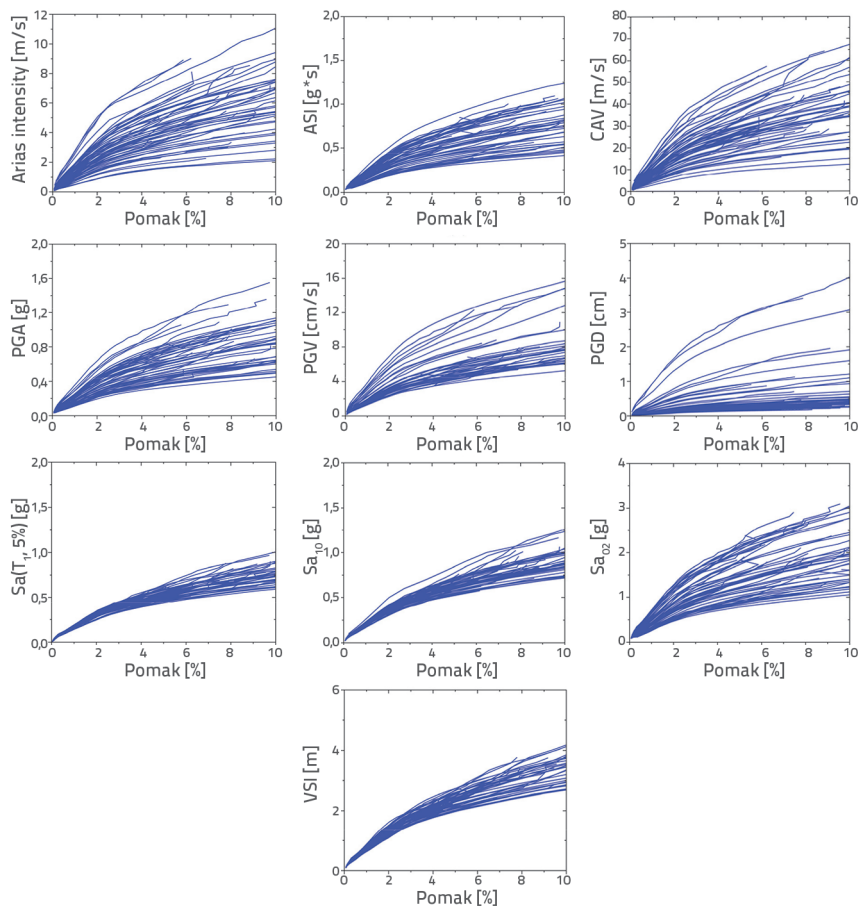 12
10
8
6
4
2
0
Arias intensity [m/s]
0 2 4 6 8 10
Pomak [%]
2,0
1,5
1,0
0,5
0,0
ASI [g*s]
0 2 4 6 8 10
Pomak [%]
80
70
60
50
40
30
20
10
0
CAV [m/s]
0 2 4 6 8 10
Pomak [%]
2,0
1,6
1,2
0,8
0,4
0,0
PGA [g]
0 2 4 6 8 10
Pomak [%]
20
16
12
8
4
0
PGV [cm/s]
0 2 4 6 8 10
Pomak [%]
5
4
3
2
1
0
PGD [cm]
0 2 4 6 8 10
Pomak [%]
2,0
1,5
1,0
0,5
0,0
Sa(T1, 5%) [g]
0 2 4 6 8 10
Pomak [%]
2,0
1,5
1,0
0,5
0,0
Sa10 [g]
0 2 4 6 8 10
Pomak [%]
4
3
2
1
0
Sa02 [g]
0 2 4 6 8 10
Pomak [%]
6
4
2
0
VSI [m]
0 2 4 6 8 10
Pomak [%]